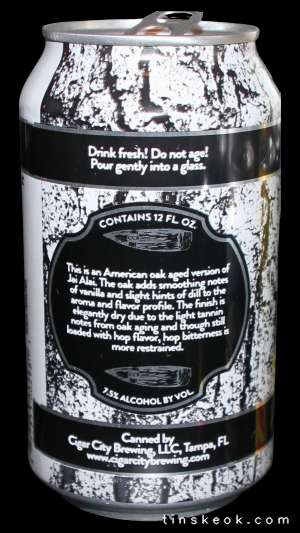 Drink fresh! Do not age!
Pour gently into a glass.
CONTAINS 12 FL. OZ.
This is an American oak aged version of
Jai Alai. The oak adds smoothing notes
of vanilla and slight hints of dill to the
aroma and flavor profile. The finish is
elegantly dry due to the light tannin
notes from oak aging and though still
loaded with hop flavor, hop bitterness is
more restrained.
7.5% ALCOHOL BY VOL.
Canned by
Cigar City Brewing, LLC, Tampa, FL
www.cigarcitybrewing.com
tinskeok.com